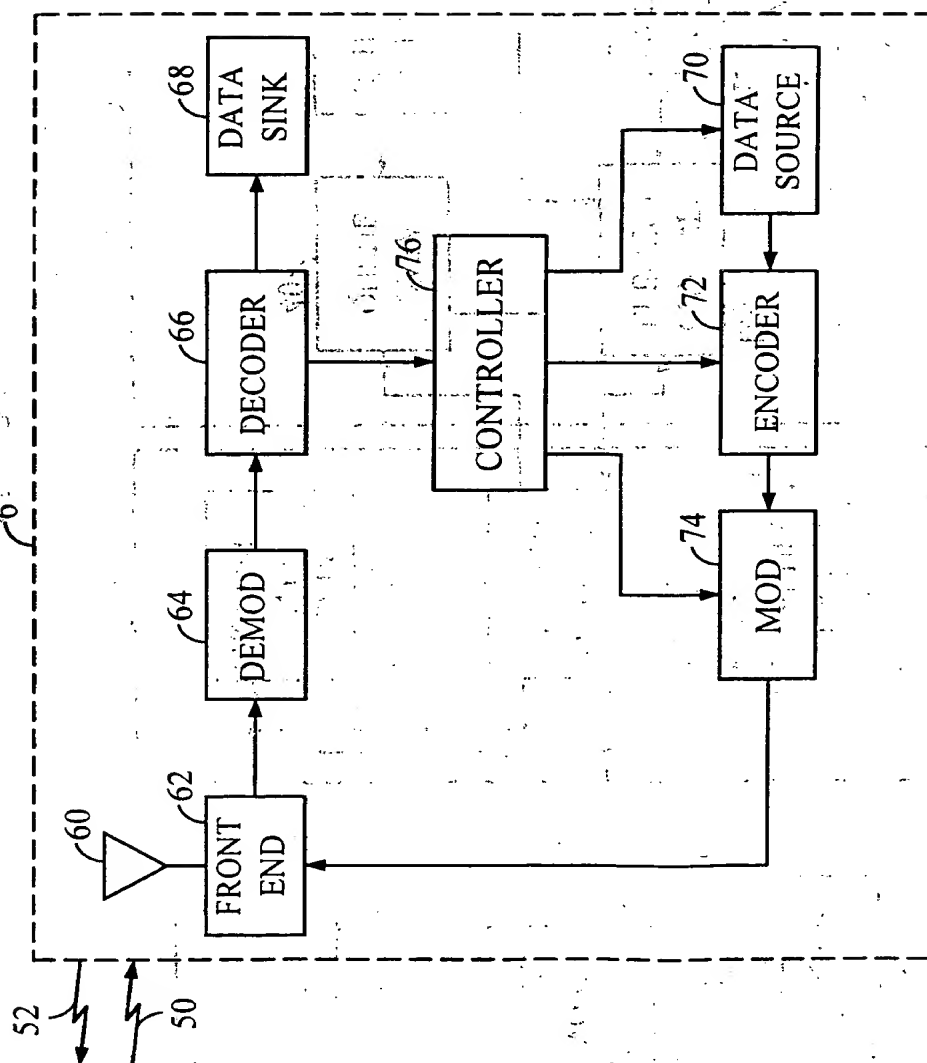 6
52
50
60
62
FRONT
END
64
DEMOD
66
DECODER
68
DATA
SINK
76
CONTROLLER
74
MOD
72
ENCODER
70
DATA
SOURCE